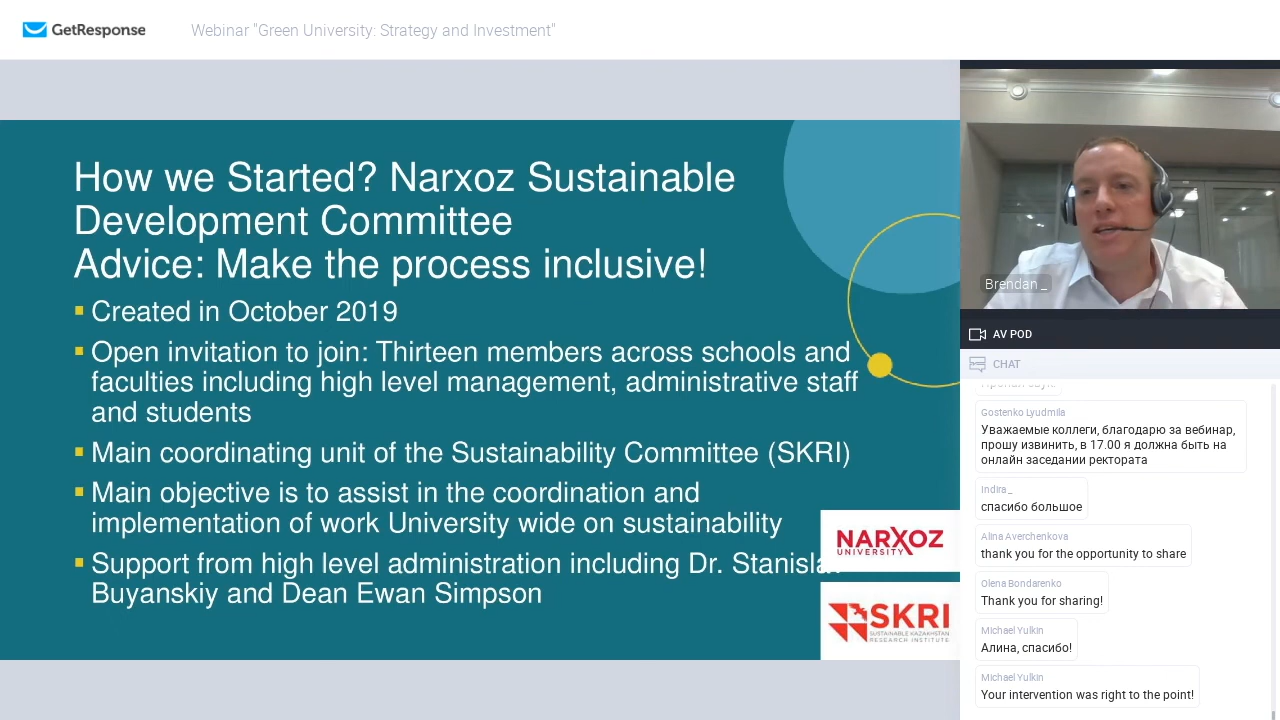 GetResponse
Webinar "Green University: Strategy and Investment"
How we Started? Narxoz Sustainable
Development Committee
Advice: Make the process inclusive!
Created in October 2019
Open invitation to join: Thirteen members across schools and
faculties including high level management, administrative staff
and students
Main coordinating unit of the Sustainability Committee (SKRI)
Main objective is to assist in the coordination and
implementation of work University wide on sustainability
Support from high level administration including Dr.
Buyanskiy and Dean Ewan Simpson
NARXOZ
UNIVERSITY
SKRI
SUSTAINABLE KAZAKHSTAN
RESEARCH INSTITUTE
Brendan _
AV POD
CHAT
Gostenko Lyudmila
Уважаемые коллеги, благодарю за вебинар,
прошу извинить, в 17.00 я должна быть на
онлайн заседании ректората
Indira _
спасибо большое
Alina Averchenkova
thank you for the opportunity to share
Olena Bondarenko
Thank you for sharing!
Michael Yulkin
Алина, спасибо!
Michael Yulkin
Your intervention was right to the point!